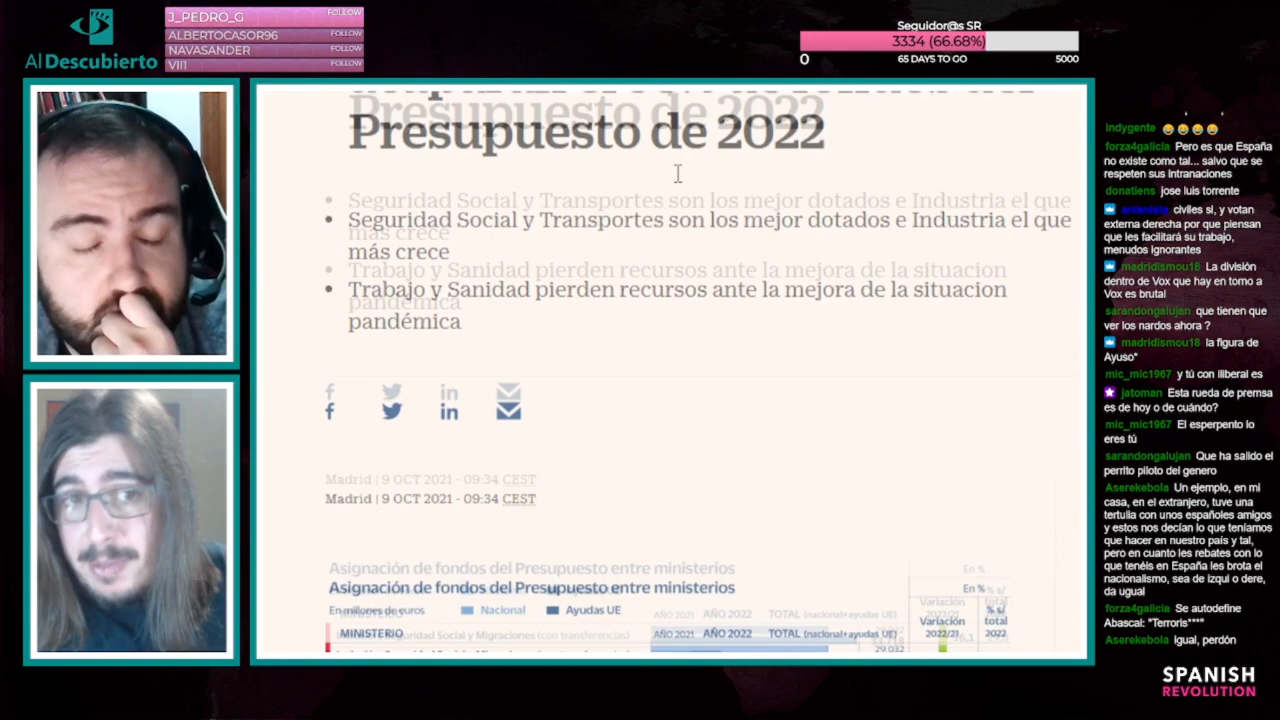 Al Descubierto
J_PEDRO_G FOLLOW
ALBERTOCASOR96 FOLLOW
NAVASANDER FOLLOW
VII1 FOLLOW
Seguidor@s SR
3334 (66.68%)
0 65 DAYS TO GO 5000
Presupuesto de 2022
• Seguridad Social y Transportes son los mejor dotados e Industria el que
más crece
• Trabajo y Sanidad pierden recursos ante la mejora de la situacion
pandémica
Madrid | 9 OCT 2021 - 09:34 CEST
Asignación de fondos del Presupuesto entre ministerios
En millones de euros Nacional Ayudas UE
En %
MINISTERIO AÑO 2021 AÑO 2022 TOTAL (nacional+ayudas UE)
Variación
2022/21
% s/
total
2022
29.032
Indygente
forza4galicia Pero es que España
no existe como tal... salvo que se
respeten sus intranaciones
donatiens jose luis torrente
civiles si, y votan
externa derecha por que piensan
que les facilitará su trabajo,
menudos ignorantes
madridismou18 La división
dentro de Vox que hay en torno a
Vox es brutal
sarandongalujan que tienen que
ver los nardos ahora ?
madridismou18 la figura de
Ayuso*
mic_mic1967 y tú con iliberal es
jatoman Esta rueda de premsa
es de hoy o de cuándo?
mic_mic1967 El esperpento lo
eres tú
sarandongalujan Que ha salido el
perrito piloto del genero
Aserekebola Un ejemplo, en mi
casa, en el extranjero, tuve una
tertulia con unos españoles amigos
y estos nos decían lo que teníamos
que hacer en nuestro país y tal,
pero en cuanto les rebates con lo
que tenéis en España les brota el
nacionalismo, sea de izqui o dere,
da ugual
forza4galicia Se autodefine
Abascal: "Terroris****
Aserekebola Igual, perdón
SPANISH
REVOLUTION